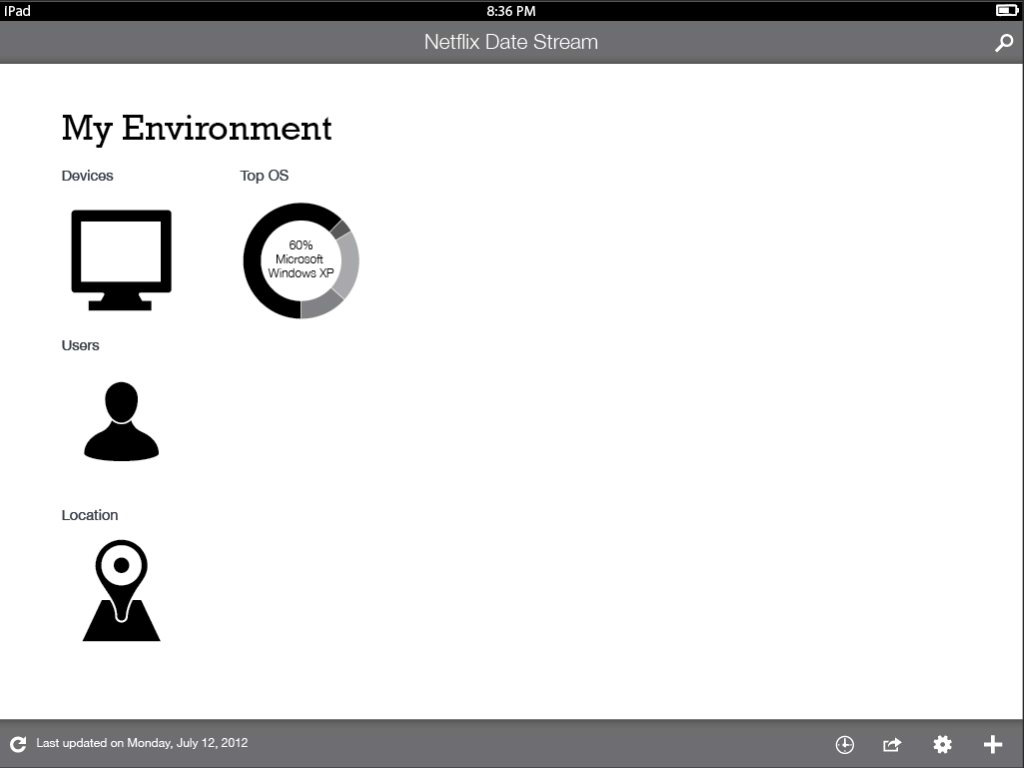 iPad
8:36 PM
Netflix Date Stream
My Environment
Devices
Top OS
60%
Microsoft
Windows XP
Users
Location
Last updated on Monday, July 12, 2012